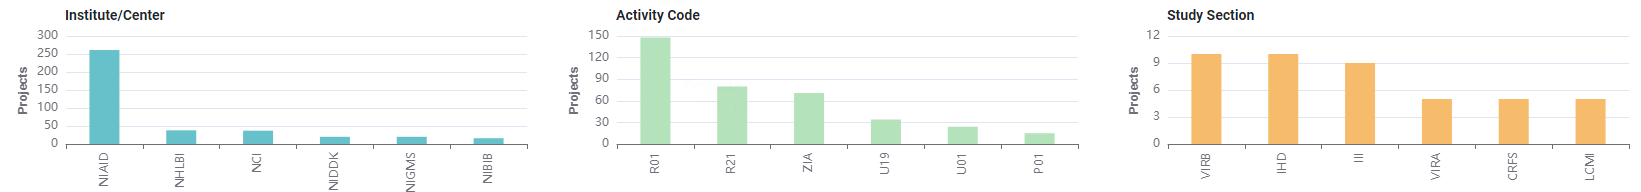 Institute/Center
Projects
300
250
200
150
100
50
0
NIAID
NHLBI
NCI
NIDDK
NIGMS
NIBIB
Activity Code
Projects
150
120
90
60
30
0
R01
R21
ZIA
U19
U01
P01
Study Section
Projects
12
9
6
3
0
VIRB
IHD
III
VIRA
CRFS
LCMI